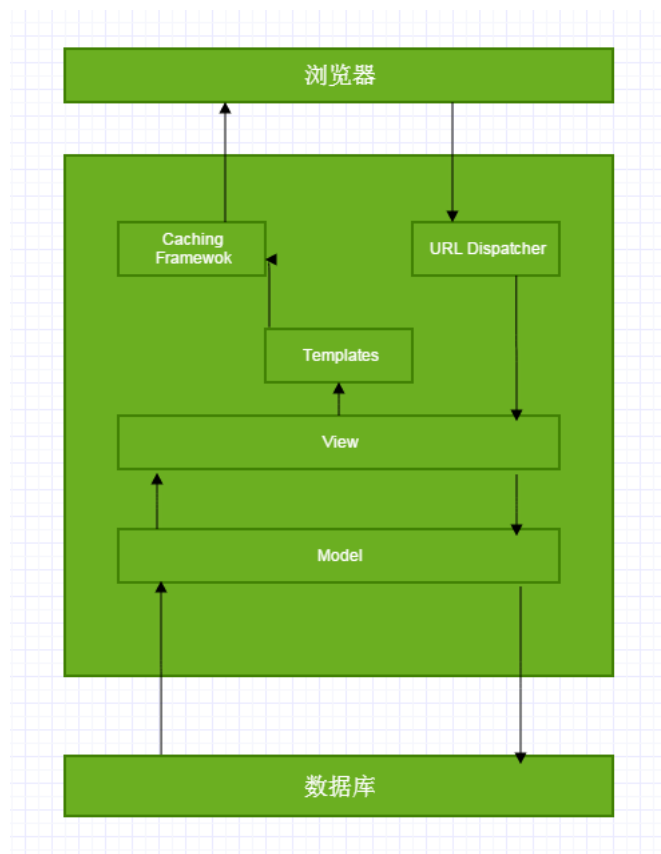 浏览器
Caching
Framewok
URL Dispatcher
Templates
View
Model
数据库